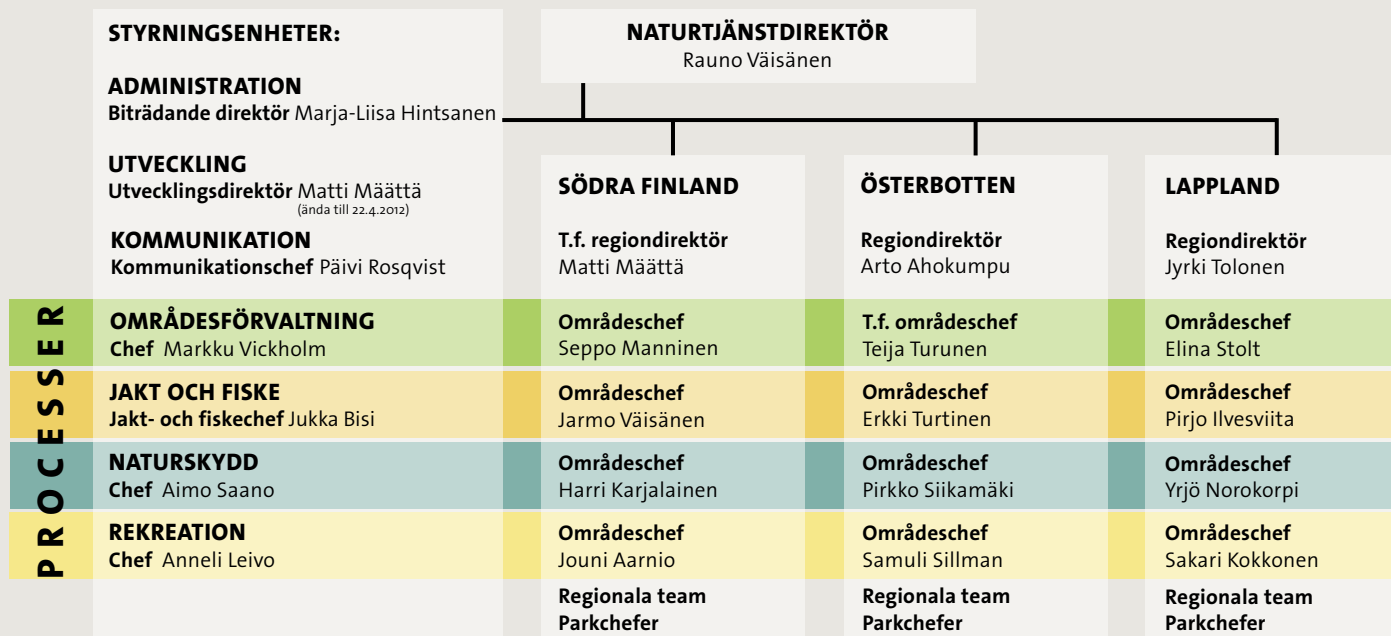 STYRNINGSENHETER:
NATURTJÄNSTDIREKTÖR
Rauno Väisänen
ADMINISTRATION
Biträdande direktör Marja-Liisa Hintsanen
UTVECKLING
Utvecklingsdirektör Matti Määttä
(ända till 22.4.2012)
KOMMUNIKATION
Kommunikationschef Päivi Rosqvist
SÖDRA FINLAND
T.f. regiondirektör
Matti Määttä
ÖSTERBOTTEN
Regiondirektör
Arto Ahokumpu
LAPPLAND
Regiondirektör
Jyrki Tolonen
PROCESSER
OMRÅDESFÖRVALTNING
Chef Markku Vickholm
Områdeschef
Seppo Manninen
T.f. områdeschef
Teija Turunen
Områdeschef
Elina Stolt
JAKT OCH FISKE
Jakt- och fiskechef Jukka Bisi
Områdeschef
Jarmo Väisänen
Områdeschef
Erkki Turtinen
Områdeschef
Pirjo Ilvesviita
NATURSKYDD
Chef Aimo Saano
Områdeschef
Harri Karjalainen
Områdeschef
Pirkko Siikamäki
Områdeschef
Yrjö Norokorpi
REKREATION
Chef Anneli Leivo
Områdeschef
Jouni Aarnio
Områdeschef
Samuli Sillman
Områdeschef
Sakari Kokkonen
Regionala team
Parkchefer
Regionala team
Parkchefer
Regionala team
Parkchefer